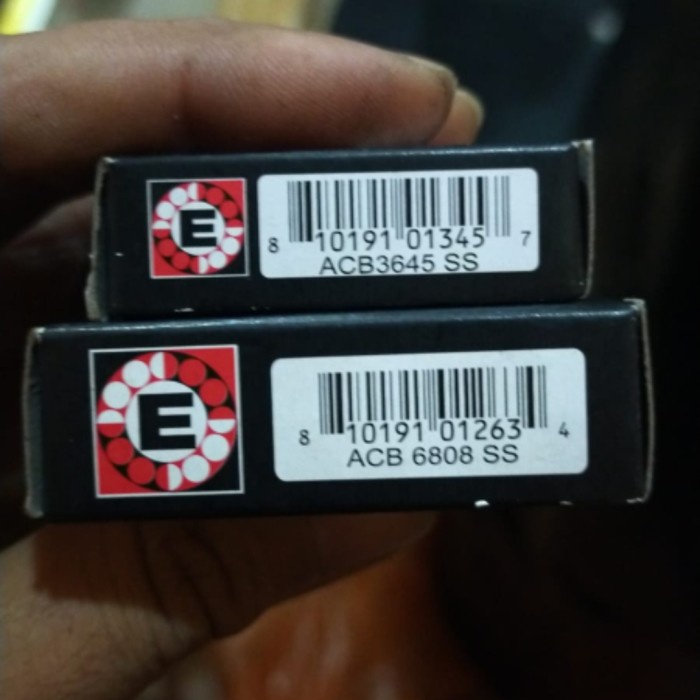 E
8 10191 01345 7
ACB3645 SS
E
8 10191 01263 4
ACB 6808 SS